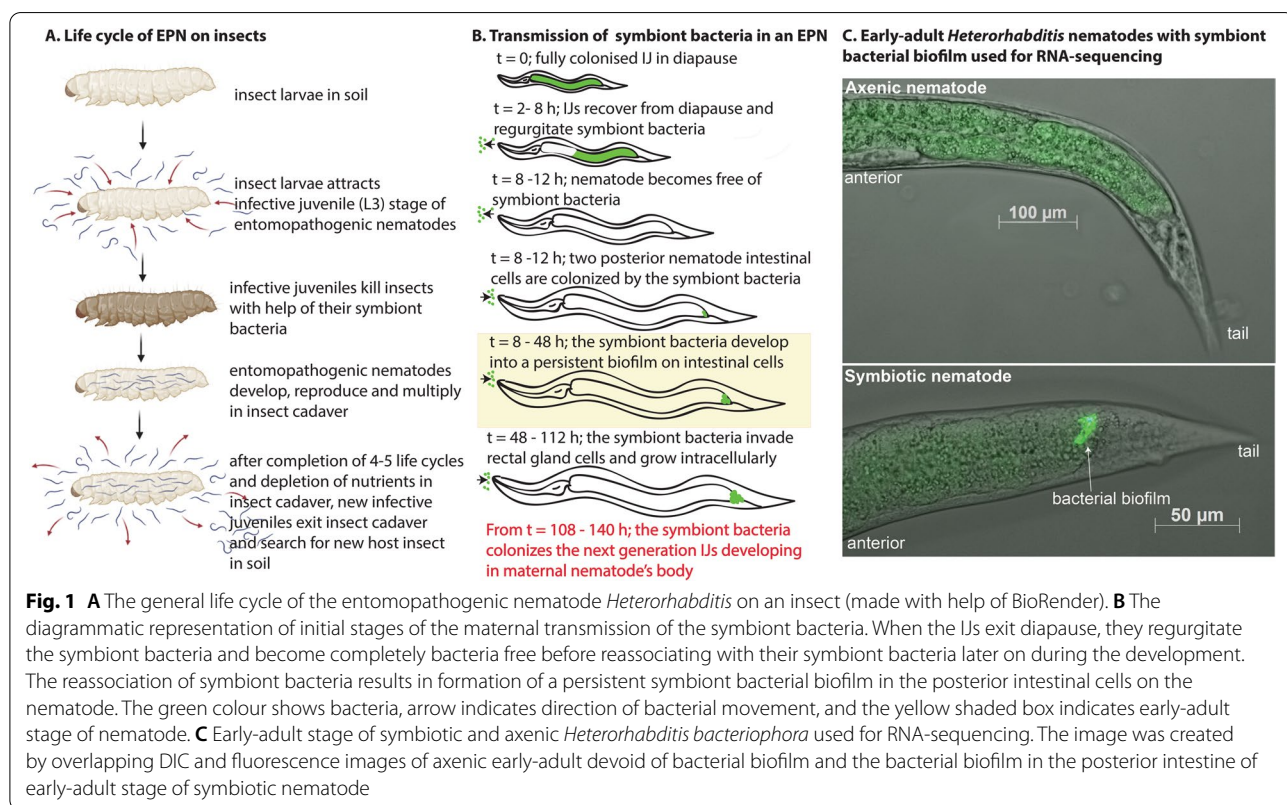 A. Life cycle of EPN on insects
insect larvae in soil
insect larvae attracts
infective juvenile (L3) stage of
entomopathogenic nematodes
infective juveniles kill insects
with help of their symbiont
bacteria
entomopathogenic nematodes
develop, reproduce and multiply
in insect cadaver
after completion of 4-5 life cycles
and depletion of nutrients in
insect cadaver, new infective
juveniles exit insect cadaver
and search for new host insect
in soil
B. Transmission of symbiont bacteria in an EPN
t = 0; fully colonised IJ in diapause
t = 2- 8 h; IJs recover from diapause and
regurgitate symbiont bacteria
t = 8 -12 h; nematode becomes free of
symbiont bacteria
t = 8 -12 h; two posterior nematode intestinal
cells are colonized by the symbiont bacteria
t = 8 - 48 h; the symbiont bacteria develop
into a persistent biofilm on intestinal cells
t = 48 - 112 h; the symbiont bacteria invade
rectal gland cells and grow intracellularly
From t = 108 - 140 h; the symbiont bacteria
colonizes the next generation IJs developing
in maternal nematode's body
C. Early-adult Heterorhabditis nematodes with symbiont
bacterial biofilm used for RNA-sequencing
Axenic nematode
anterior
100 µm
tail
Symbiotic nematode
tail
bacterial biofilm
50 µm
anterior
Fig. 1 A The general life cycle of the entomopathogenic nematode Heterorhabditis on an insect (made with help of BioRender). B The
diagrammatic representation of initial stages of the maternal transmission of the symbiont bacteria. When the IJs exit diapause, they regurgitate
the symbiont bacteria and become completely bacteria free before reassociating with their symbiont bacteria later on during the development.
The reassociation of symbiont bacteria results in formation of a persistent symbiont bacterial biofilm in the posterior intestinal cells on the
nematode. The green colour shows bacteria, arrow indicates direction of bacterial movement, and the yellow shaded box indicates early-adult
stage of nematode. C Early-adult stage of symbiotic and axenic Heterorhabditis bacteriophora used for RNA-sequencing. The image was created
by overlapping DIC and fluorescence images of axenic early-adult devoid of bacterial biofilm and the bacterial biofilm in the posterior intestine of
early-adult stage of symbiotic nematode